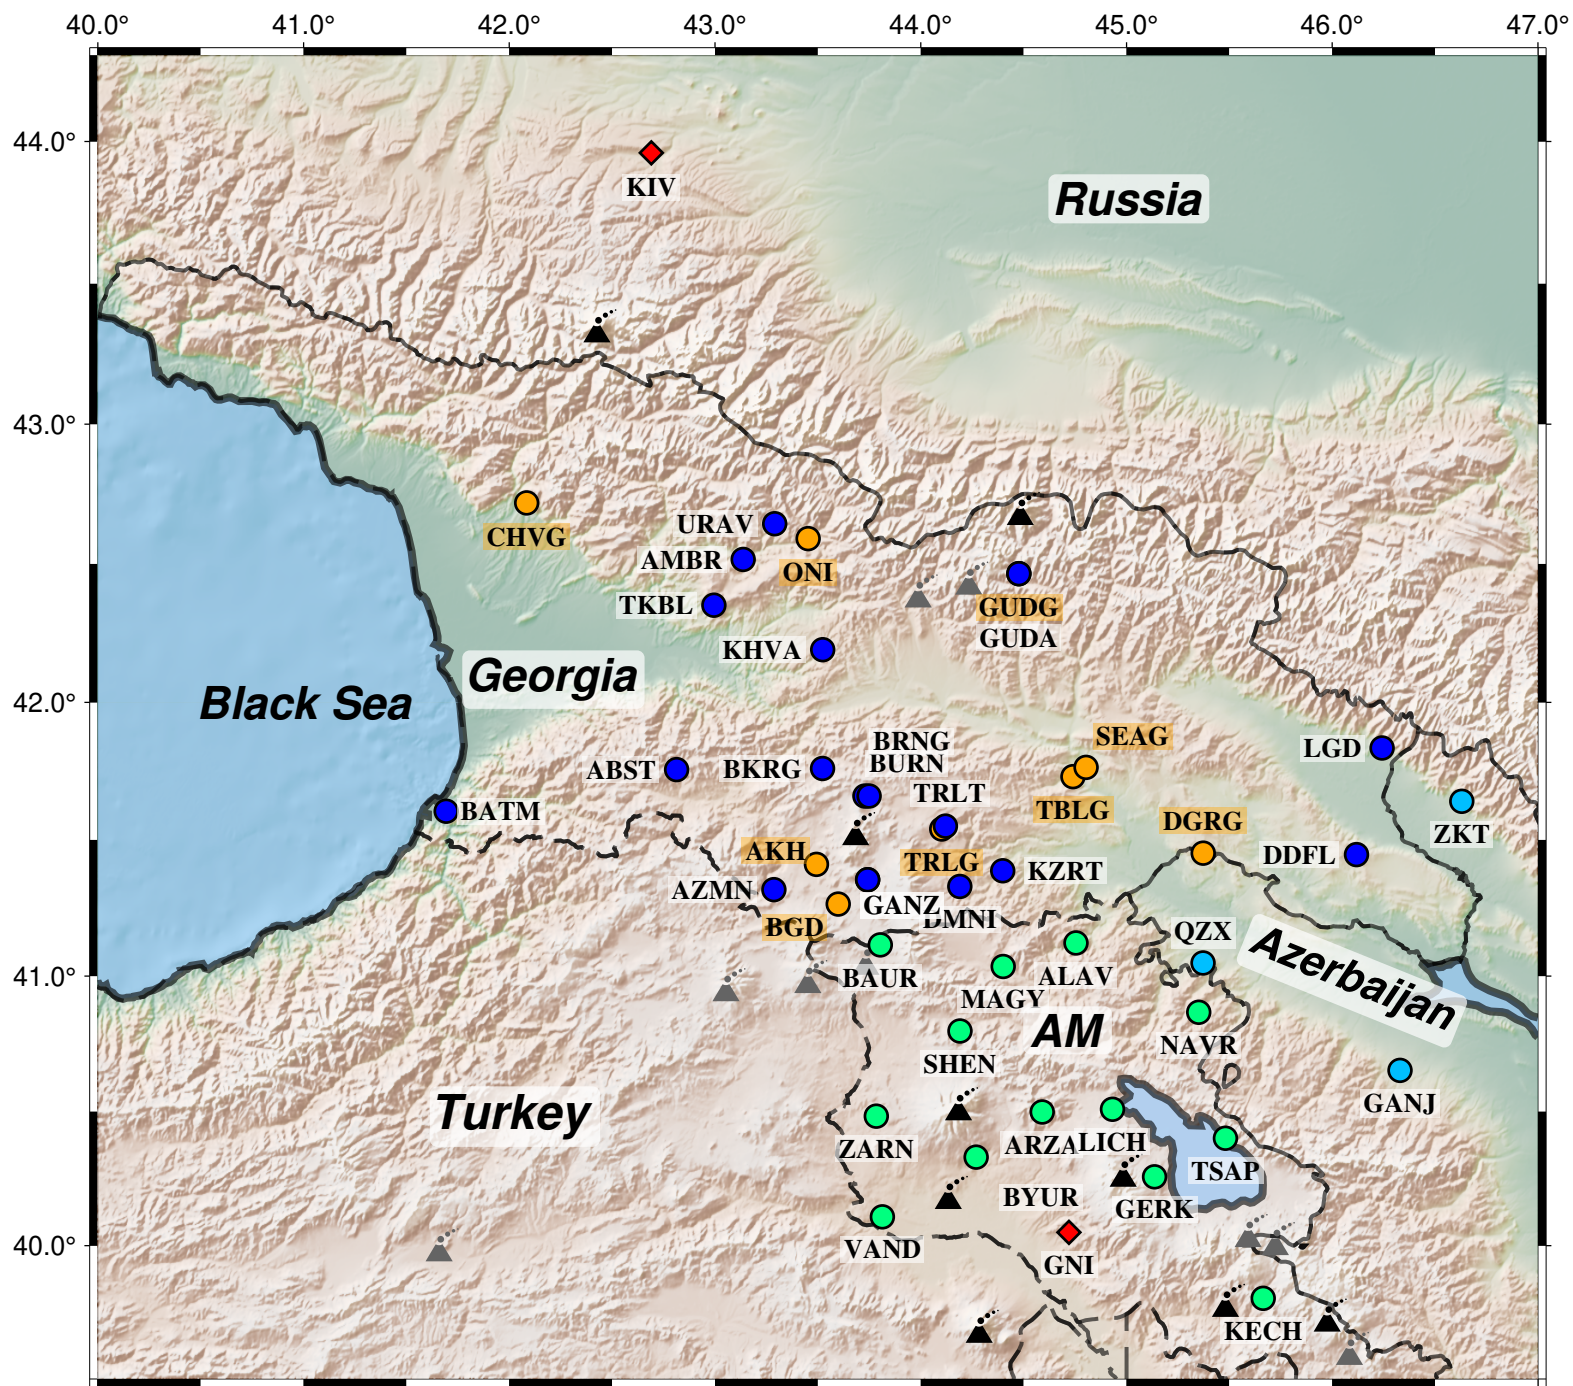 40.0°
41.0°
42.0°
43.0°
44.0°
45.0°
46.0°
47.0°
44.0°
KIV
Russia
43.0°
CHVG
URAV
ONI
AMBR
TKBL
GUDG
GUDA
KHVA
Georgia
42.0°
Black Sea
BRNG
BURN
SEAG
LGD
ABST
BKRG
TRLT
TBLG
DGRG
ZKT
BATM
AKH
TRLG
KZRT
DDFL
AZMN
GANZ
DMNI
BGD
QZX
Azerbaijan
41.0°
BAUR
ALAV
MAGY
AM
NAVR
SHEN
Turkey
GANJ
ZARN
ARZA
LICH
TSAP
BYUR
GERK
40.0°
VAND
GNI
KECH